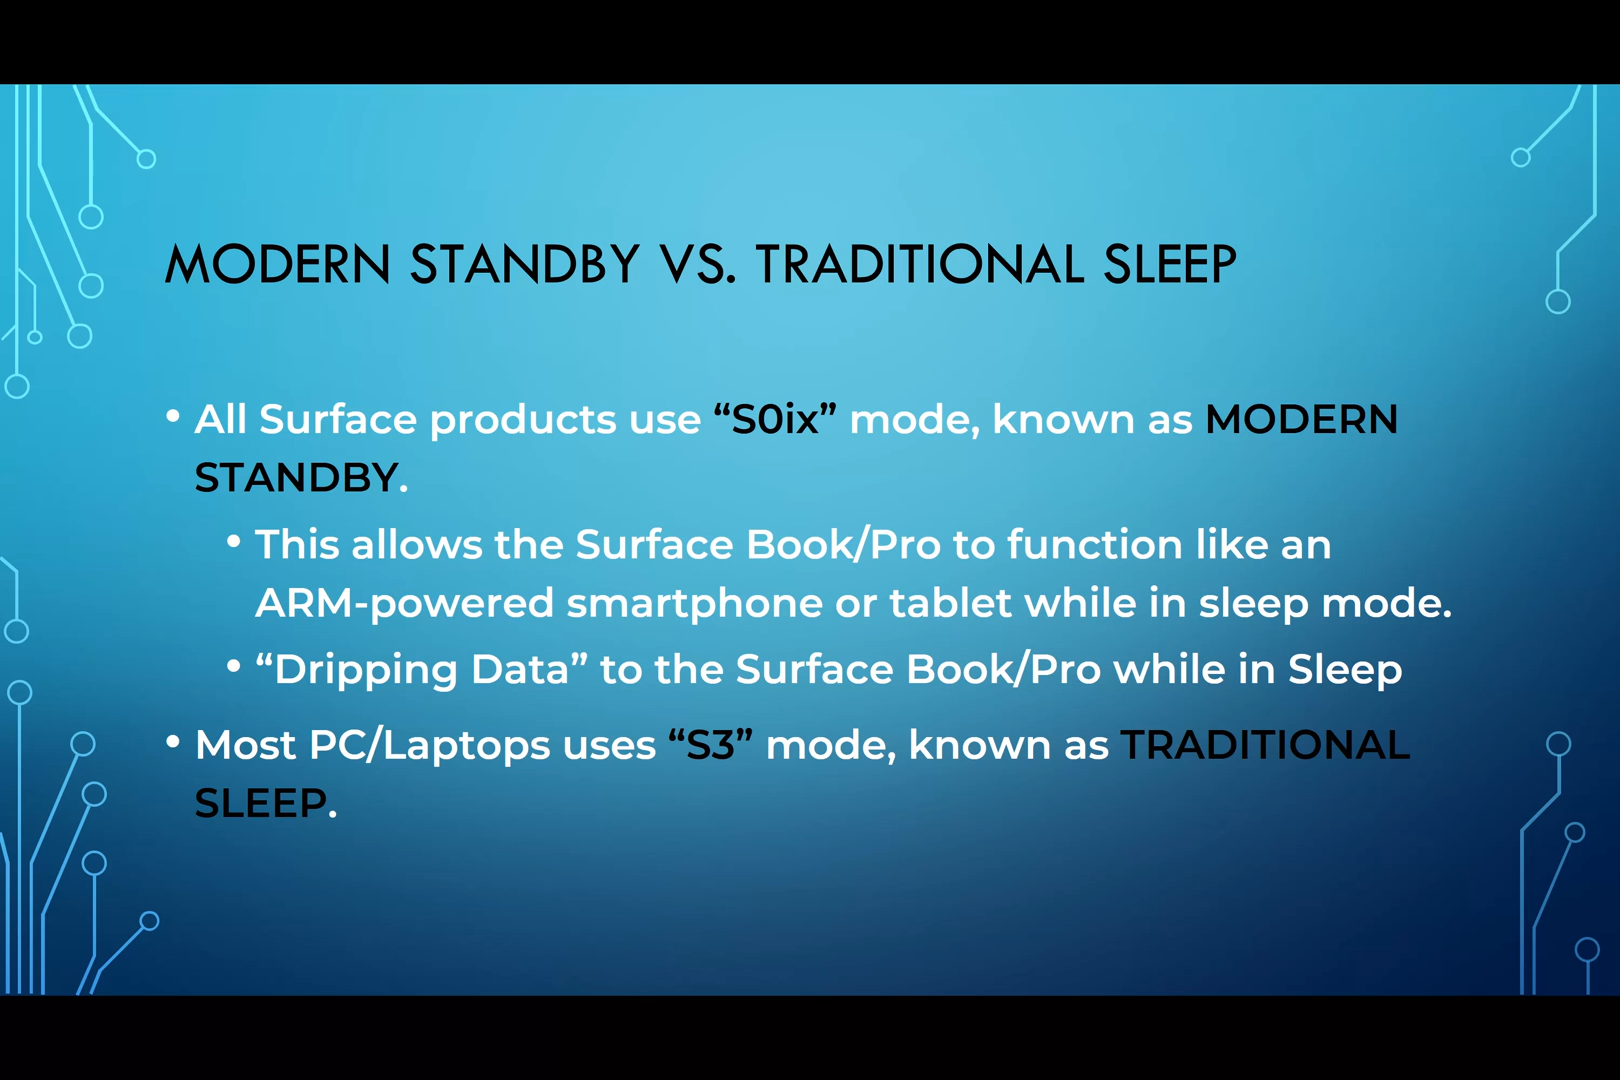 MODERN STANDBY VS. TRADITIONAL SLEEP
• All Surface products use “S0ix” mode, known as MODERN
STANDBY.
• This allows the Surface Book/Pro to function like an
ARM-powered smartphone or tablet while in sleep mode.
• “Dripping Data” to the Surface Book/Pro while in Sleep
• Most PC/Laptops uses “S3” mode, known as TRADITIONAL
SLEEP.